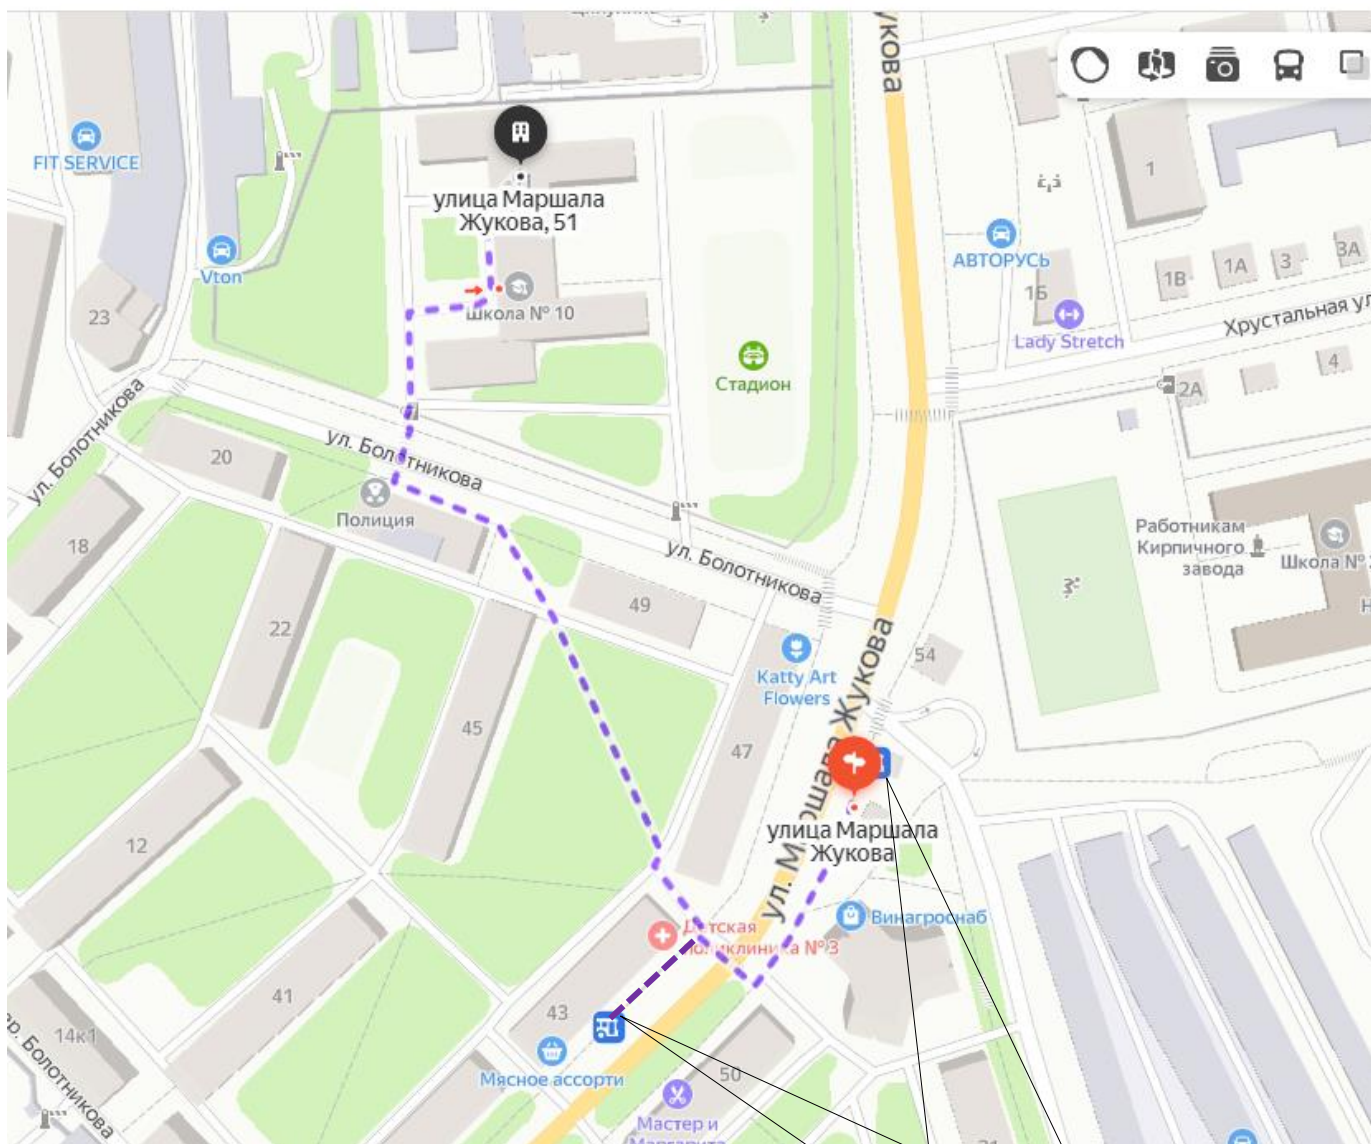 FIT SERVICE
Vton
23
улица Маршала
Жукова, 51
Школа № 10
Стадион
АВТОРУСЬ
1
1В
1А
3
3А
1Б
Lady Stretch
Хрустальная ул
4
2А
ул. Болотникова
ул. Болотникова
20
Полиция
18
22
ул. Болотникова
49
Работникам
Кирпичного
завода
Школа №
54
Katty Art
Flowers
45
47
ул. Маршала Жукова
улица Маршала
Жукова
12
Винагроснаб
Детская
поликлиника № 3
41
43
14к1
Мясное ассорти
50
Мастер и
Маргарита
Болотникова